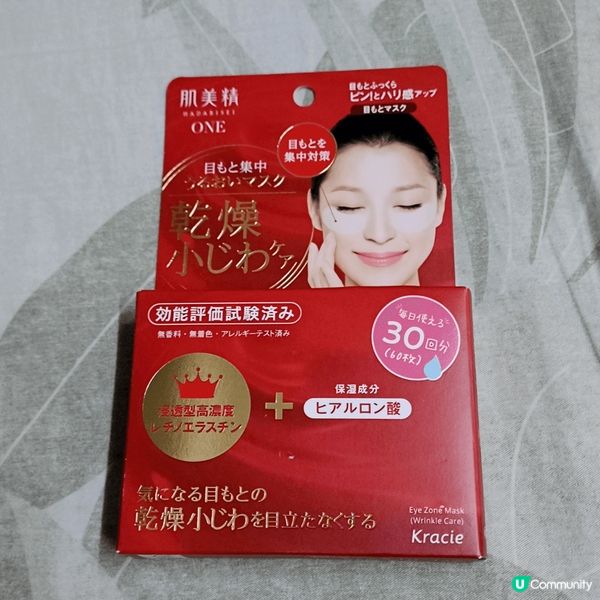 肌美精
HADABISEI
ONE
目もとふっくら
ピン!とハリ感アップ
目もとマスク
目もとを
集中対策
目もと集中
うるおいマスク
乾燥
小じわケア
効能評価試験済み
無香料・無着色・アレルギーテスト済み
毎日使える
30回分
(60枚)
浸透型高濃度
レチノエラスチン
+
保湿成分
ヒアルロン酸
気になる目もとの
乾燥小じわを目立たなくする
Eye Zone Mask
(Wrinkle Care)
Kracie
U Community